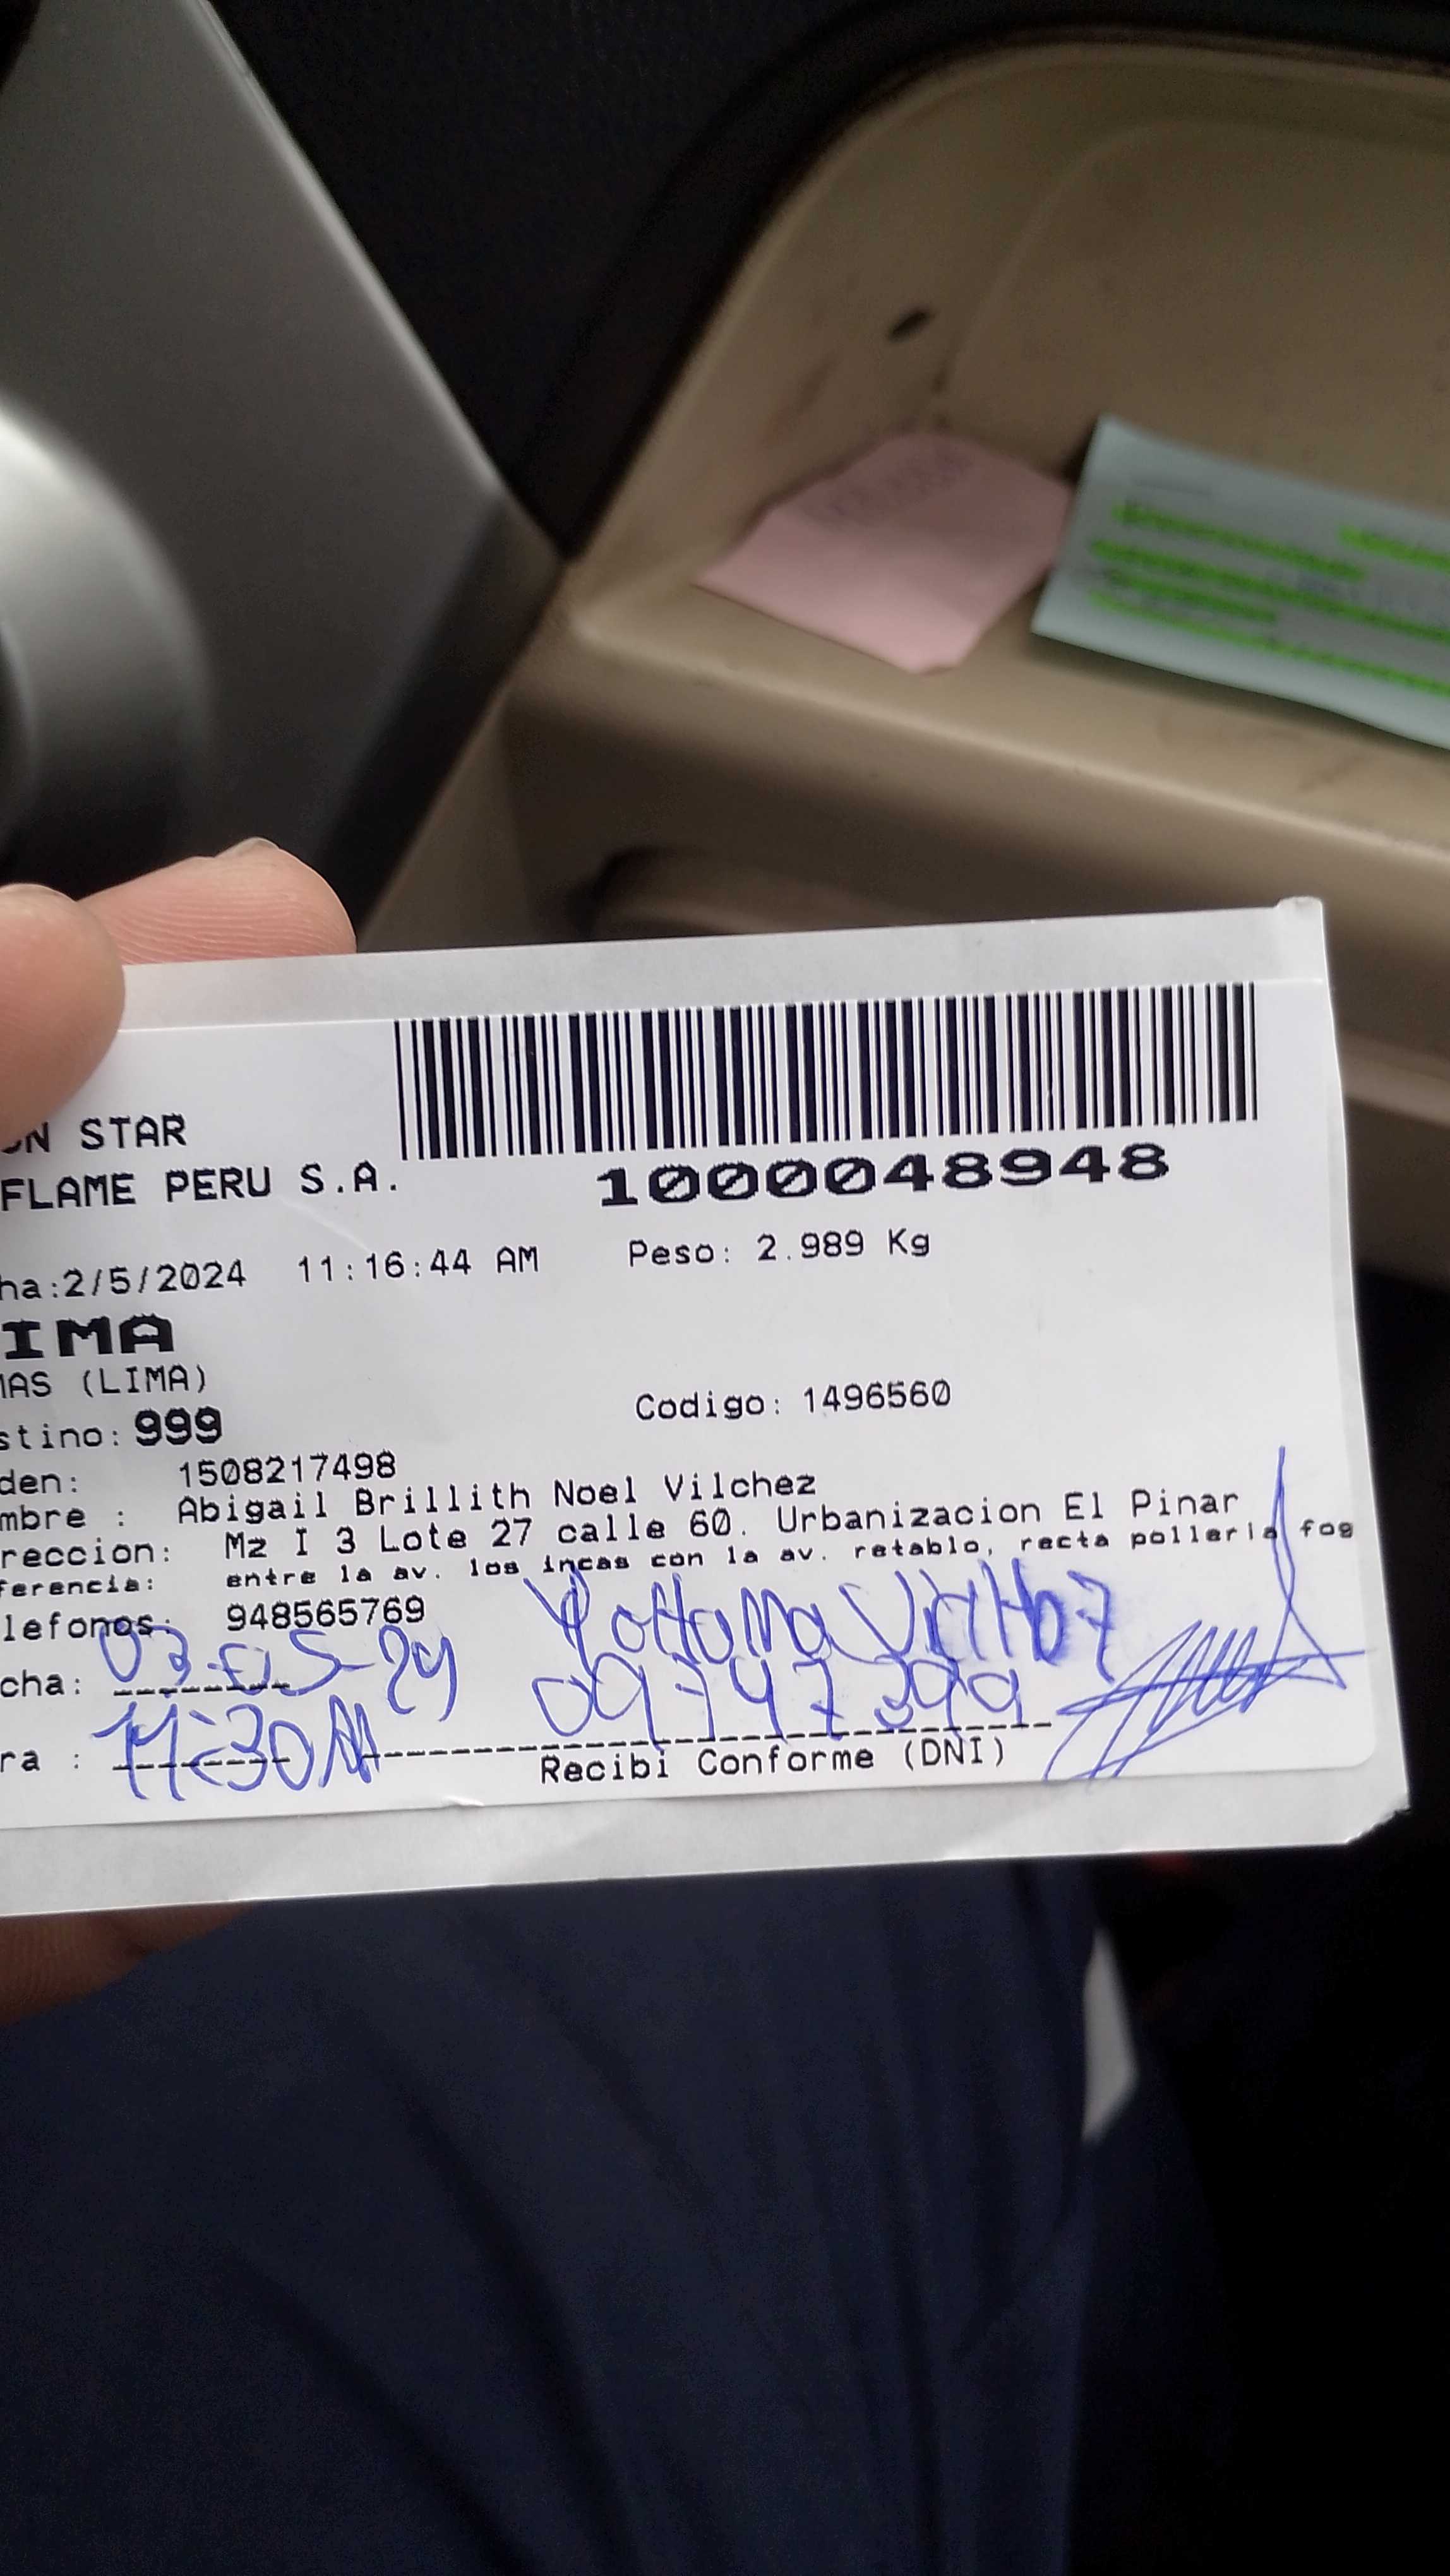 ON STAR
FLAME PERU S.A.
1000048948
ha:2/5/2024 11:16:44 AM Peso: 2.989 Kg
IMA
MAS (LIMA)
stino: 999 Codigo: 1496560
den: 1508217498
mbre : Abigail Brillith Noel Vilchez
reccion: Mz I 3 Lote 27 calle 60. Urbanizacion El Pinar
ferencia: entre la av. los incas con la av. retablo, recta polleria fog
lefonos: 948565769
cha: 03-05-24
ra : 11:30 AM
Recibi Conforme (DNI)